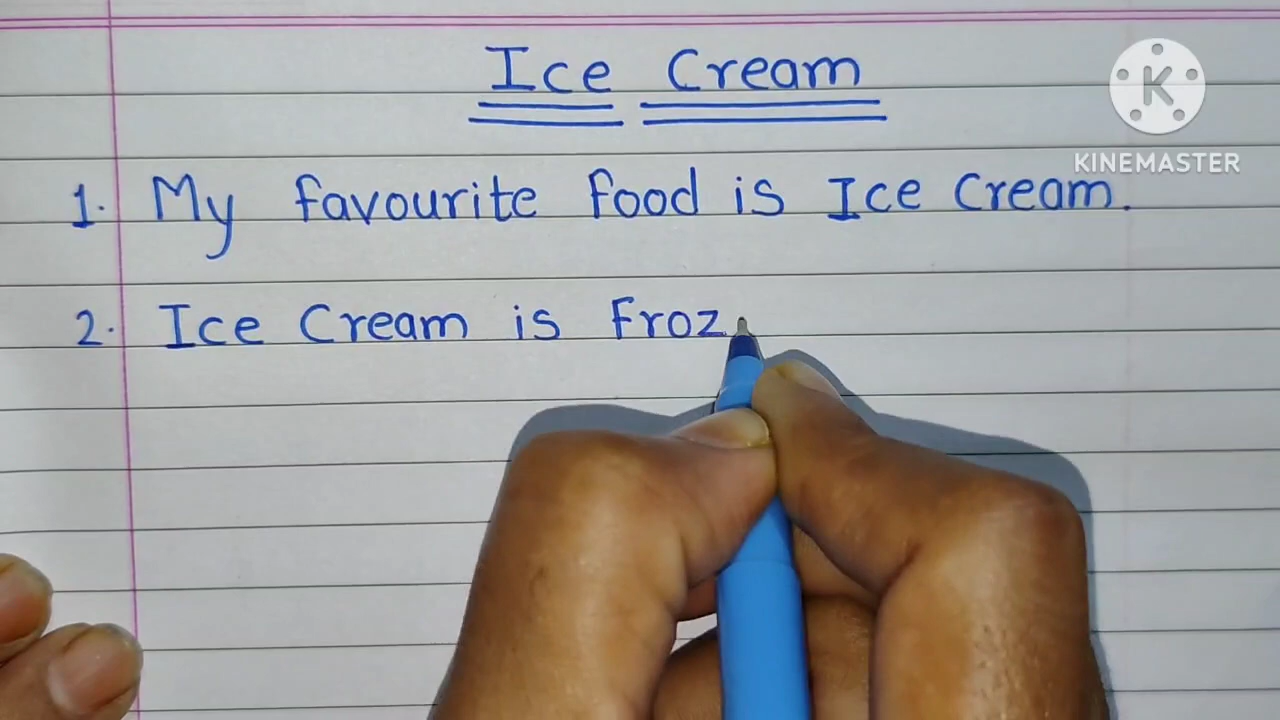 Ice Cream
KINEMASTER
1. My favourite food is Ice Cream.
2. Ice Cream is Froz